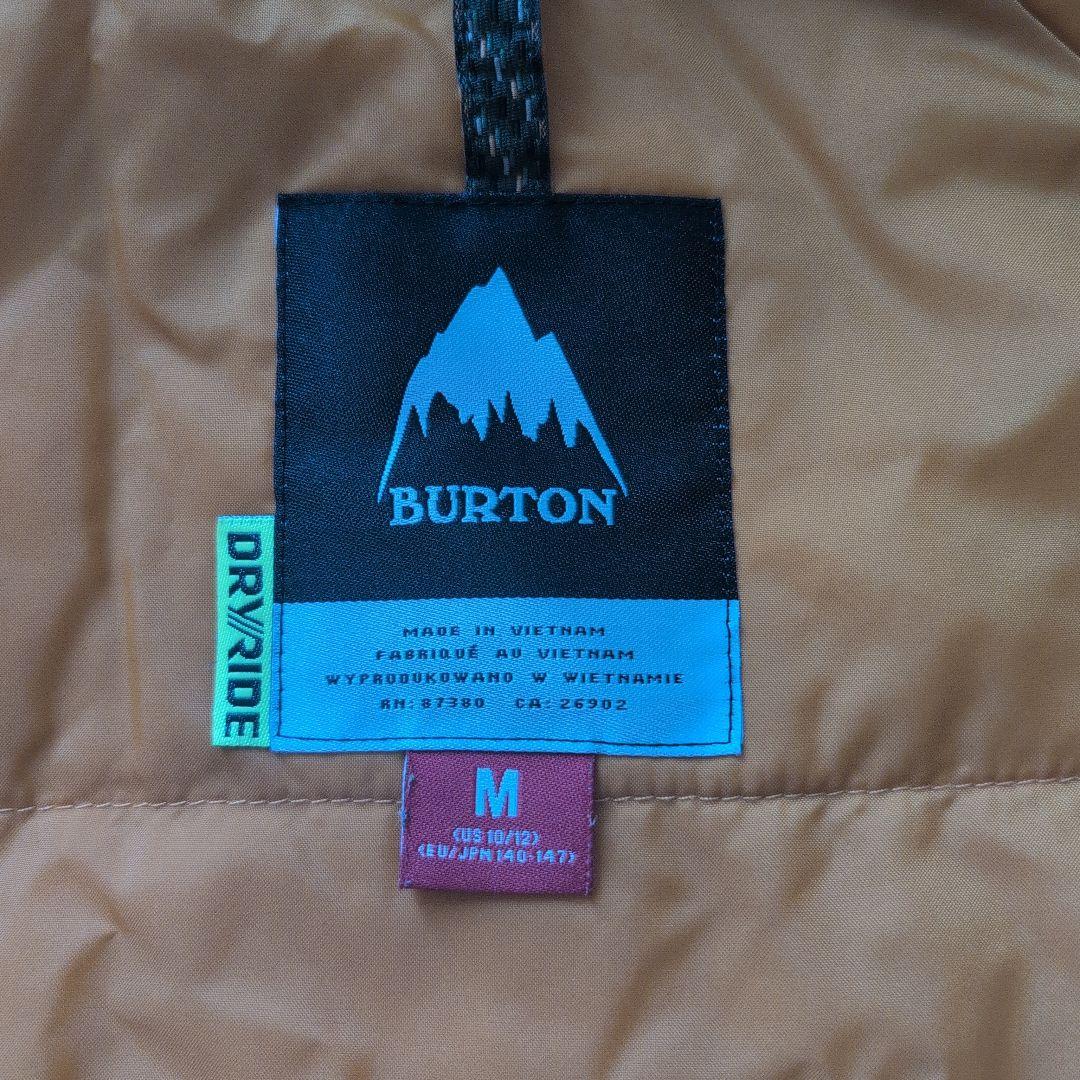 BURTON
DRY//RIDE
MADE IN VIETNAM
FABRIQUÉ AU VIETNAM
WYPRODUKOWANO W WIETNAMIE
RN: 87380 CA: 26902
M
(US 10/12)
(EU/JPN 140-147)